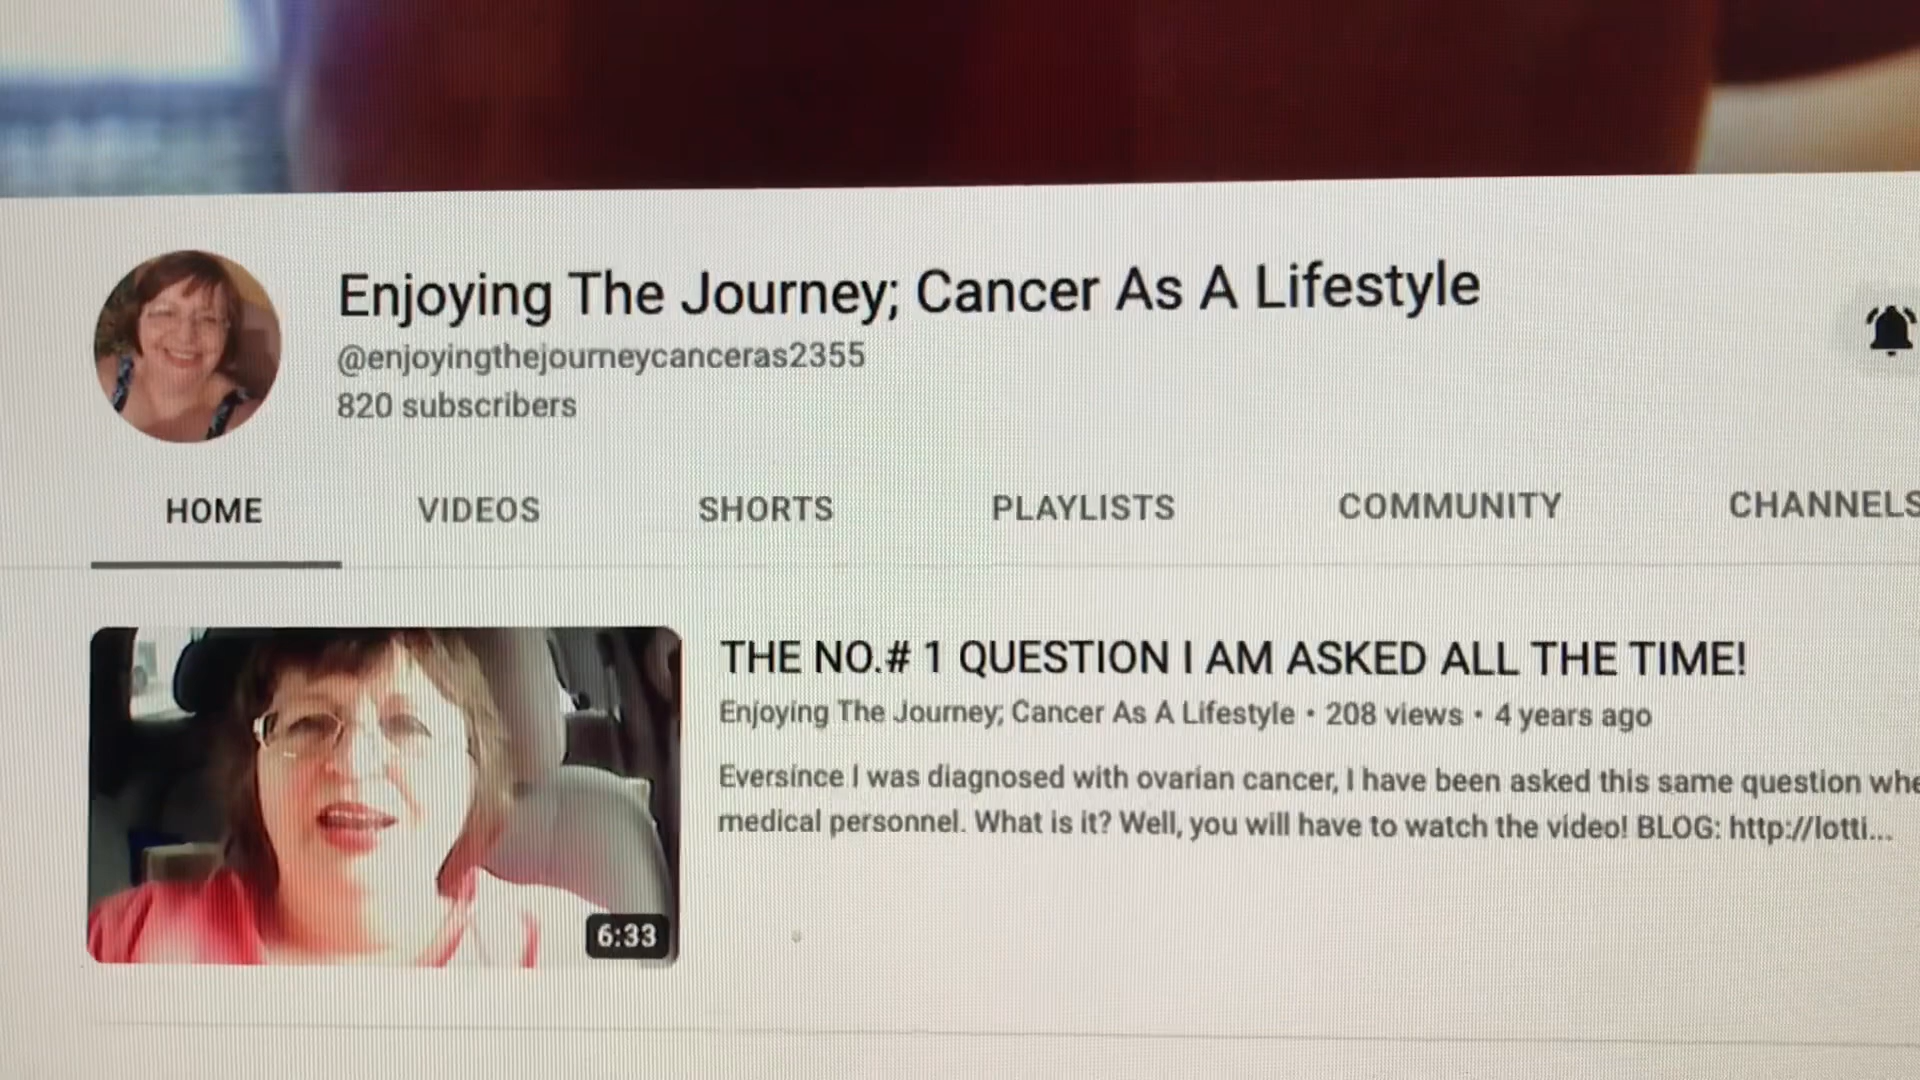 Enjoying The Journey; Cancer As A Lifestyle
@enjoyingthejourneycanceras2355
820 subscribers
HOME VIDEOS SHORTS PLAYLISTS COMMUNITY CHANNELS
THE NO.# 1 QUESTION I AM ASKED ALL THE TIME!
Enjoying The Journey; Cancer As A Lifestyle • 208 views • 4 years ago
Eversince I was diagnosed with ovarian cancer, I have been asked this same question whe
medical personnel. What is it? Well, you will have to watch the video! BLOG: http://lotti...
6:33